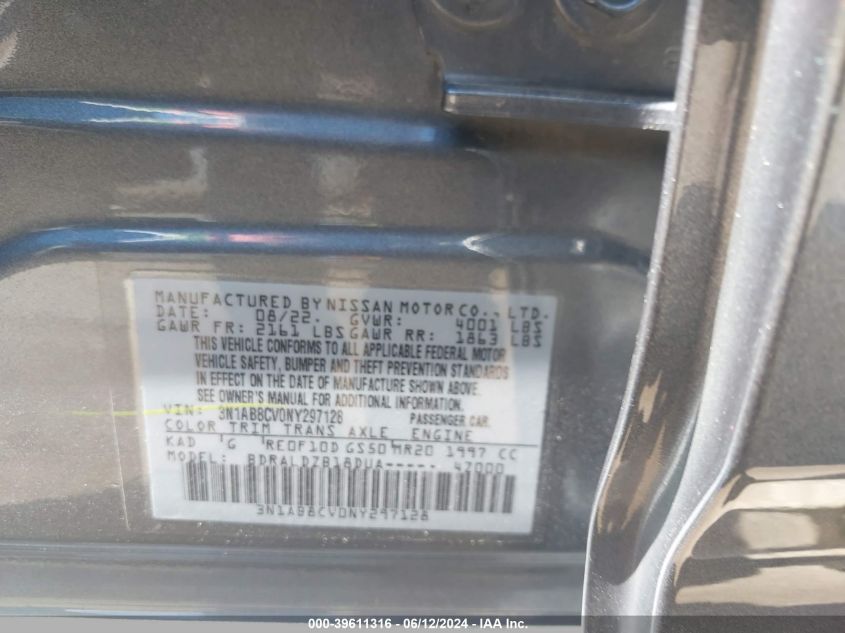 MANUFACTURED BY NISSAN MOTOR CO., LTD.
DATE: 08/22. GVWR: 4001 LBS
GAWR FR: 2161 LBS GAWR RR: 1863 LBS
THIS VEHICLE CONFORMS TO ALL APPLICABLE FEDERAL MOTOR
VEHICLE SAFETY, BUMPER AND THEFT PREVENTION STANDARDS
IN EFFECT ON THE DATE OF MANUFACTURE SHOWN ABOVE.
SEE OWNER'S MANUAL FOR ADDITIONAL INFORMATION.
VIN: 3N1AB8CV0NY297128 PASSENGER CAR.
COLOR TRIM TRANS AXLE ENGINE
KAD G RE0F10D GS50 MR20 1997 CC
MODEL: BDRALDZB18DUA----- 47000
3N1AB8CV0NY297128
000-39611316 - 06/12/2024 - IAA Inc.